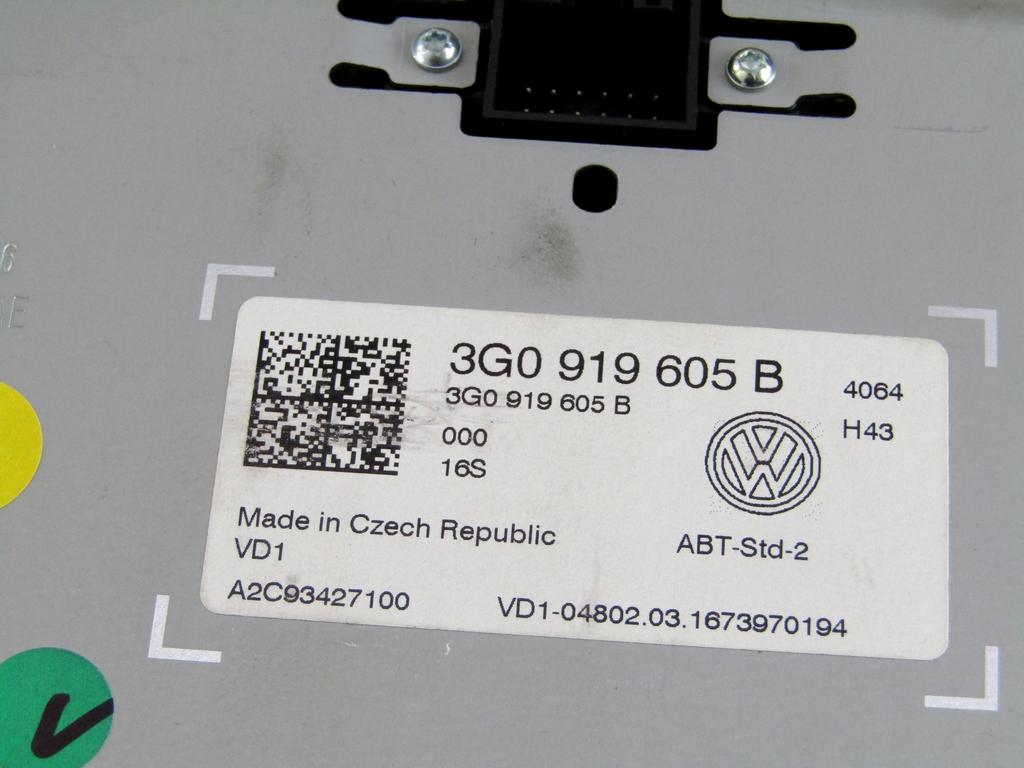 6
3G0 919 605 B
4064
3G0 919 605 B
H43
000
16S
Made in Czech Republic
ABT-Std-2
VD1
A2C93427100
VD1-04802.03.1673970194